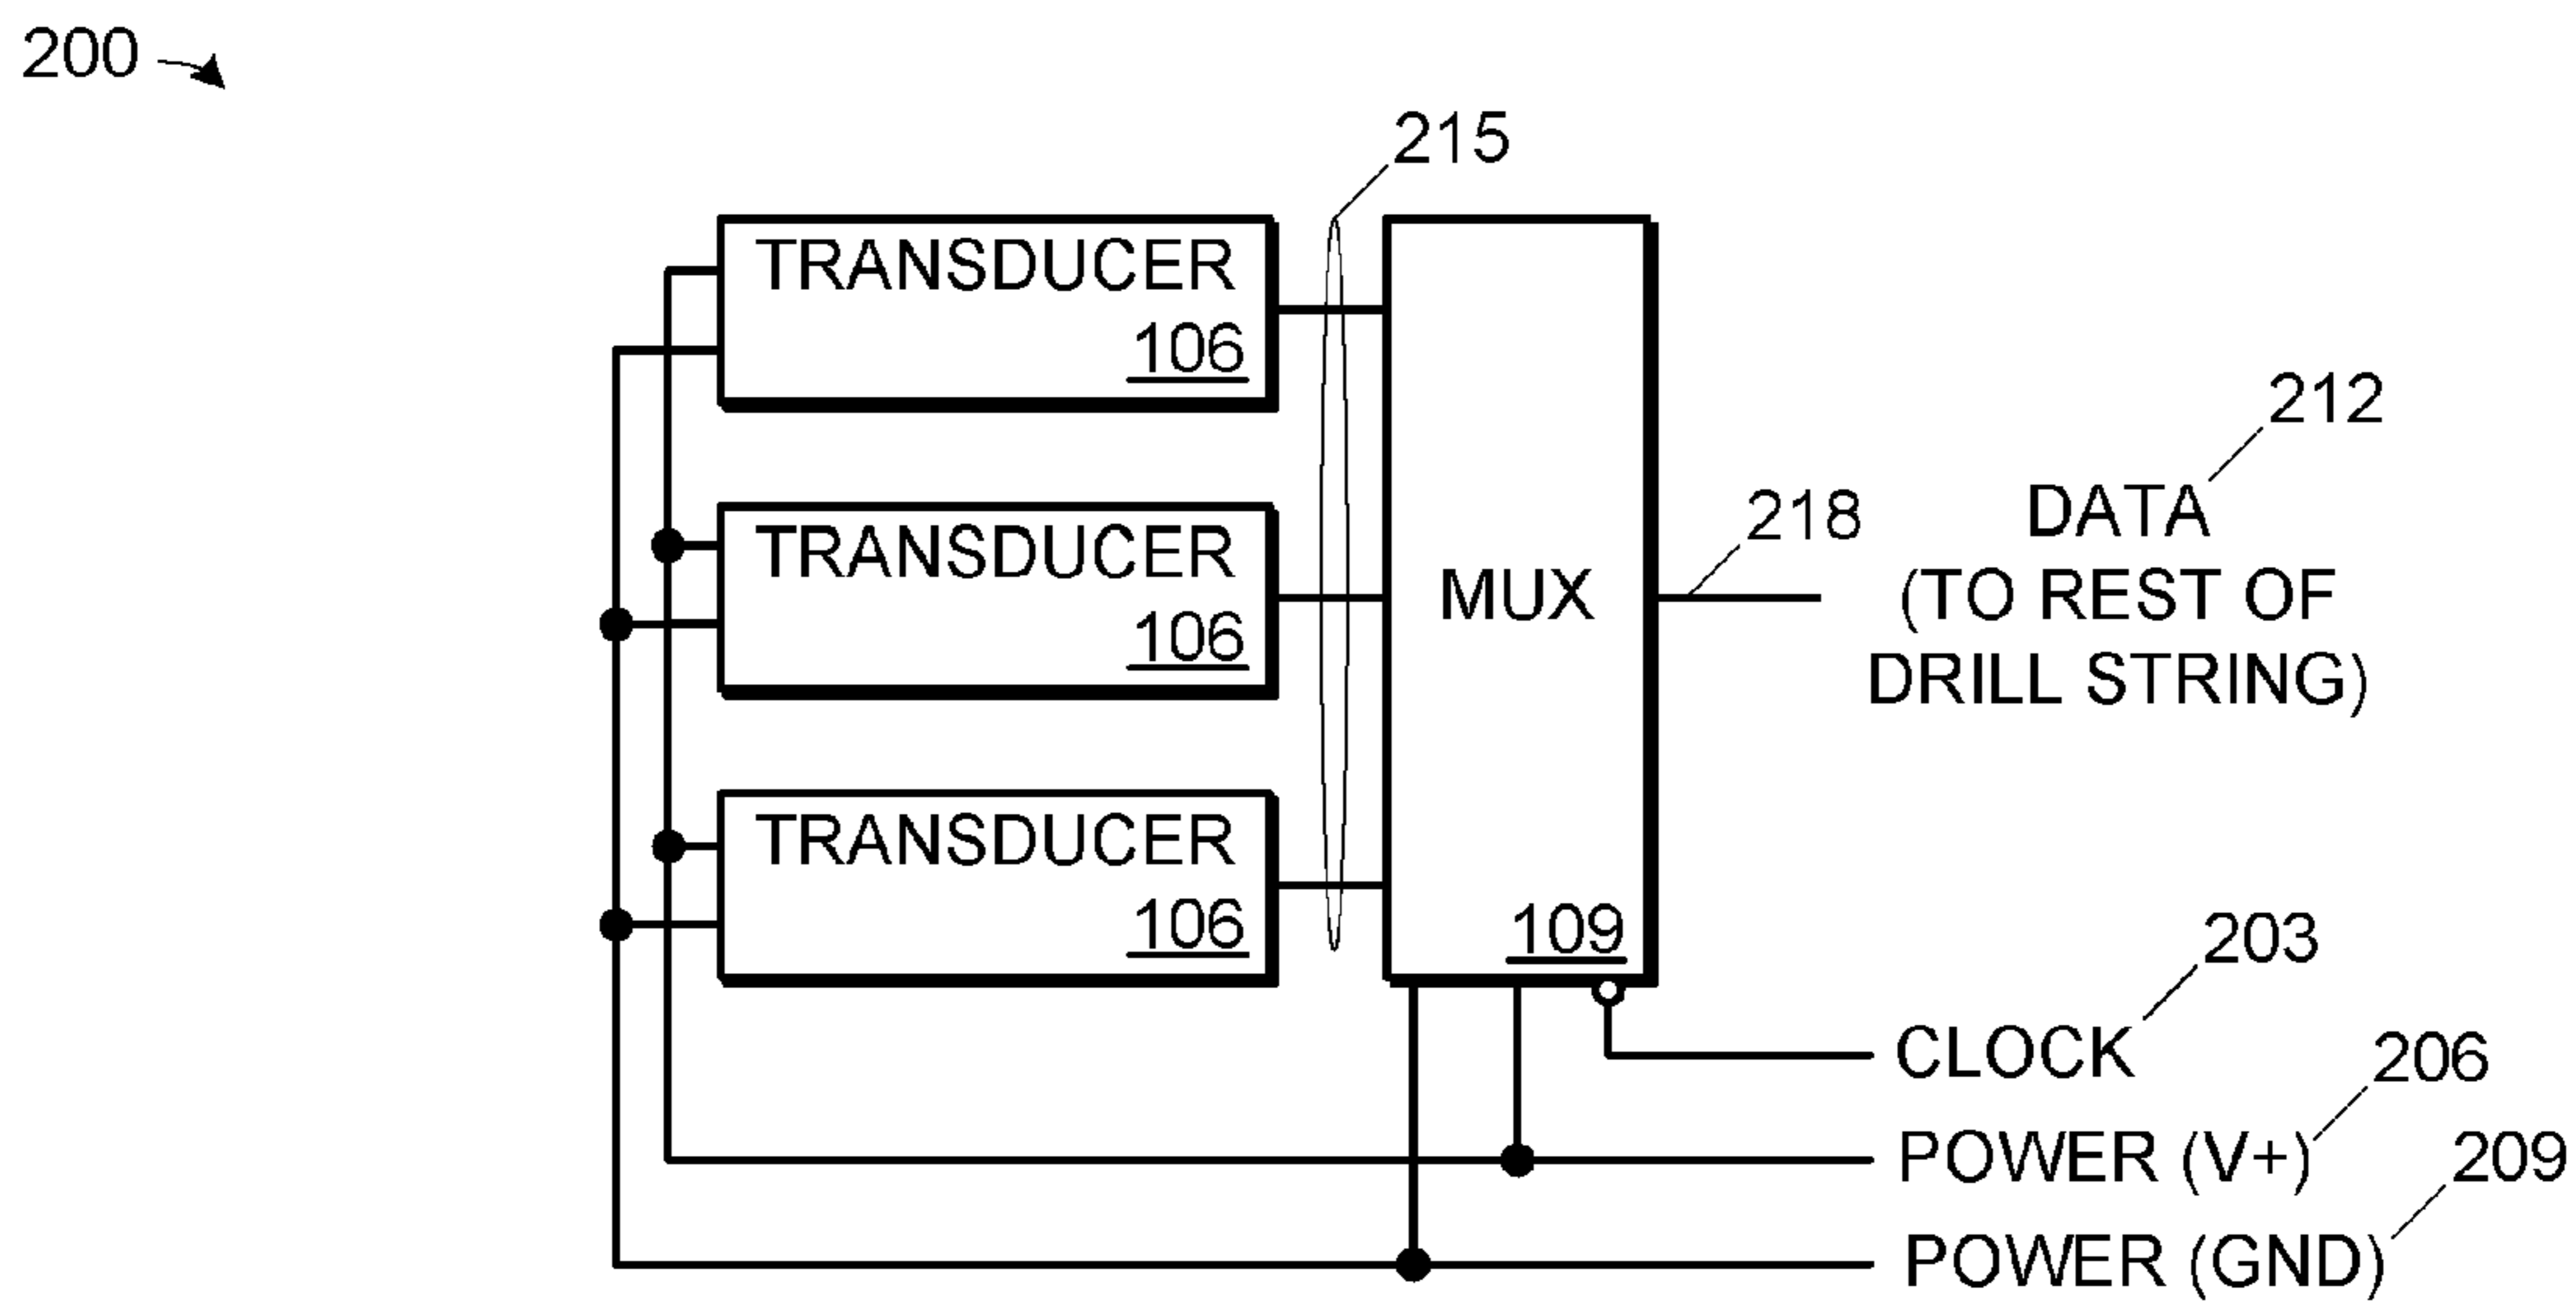 200
215
TRANSDUCER
106
TRANSDUCER
106
TRANSDUCER
106
MUX
109
218
212
DATA
(TO REST OF
DRILL STRING)
203
CLOCK
206
POWER (V+)
209
POWER (GND)